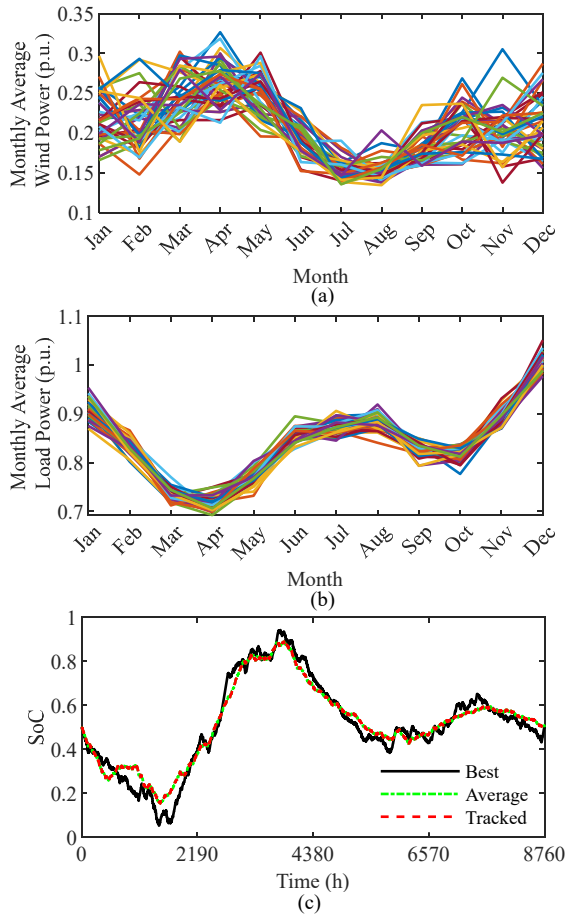 Monthly Average
Wind Power (p.u.)
0.35
0.3
0.25
0.2
0.15
0.1
Jan Feb Mar Apr May Jun Jul Aug Sep Oct Nov Dec
Month
(a)
Monthly Average
Load Power (p.u.)
1.1
1
0.9
0.8
0.7
Jan Feb Mar Apr May Jun Jul Aug Sep Oct Nov Dec
Month
(b)
SoC
1
0.8
0.6
0.4
0.2
0
Best
Average
Tracked
0 2190 4380 6570 8760
Time (h)
(c)